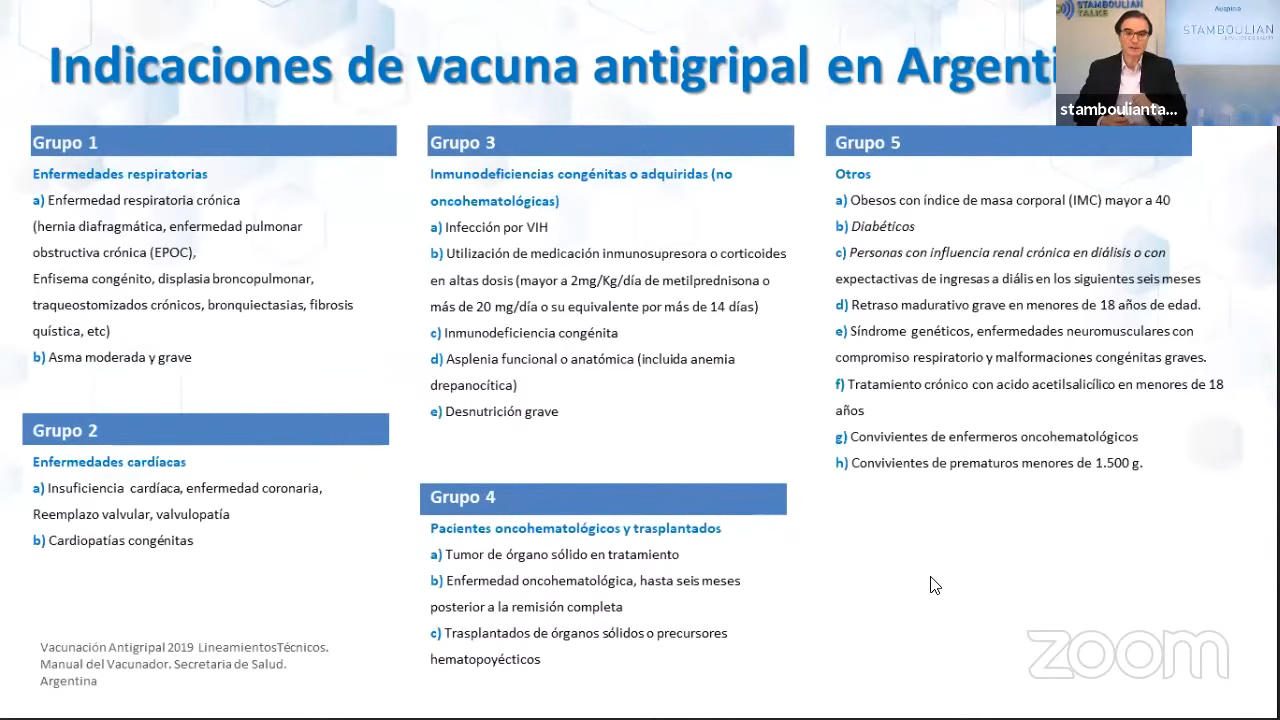 Indicaciones de vacuna antigripal en Argenti
STAMBOULIAN
TALKS
Auspicia
STAMBOULIAN
stamboulianta...
Grupo 1
Enfermedades respiratorias
a) Enfermedad respiratoria crónica
(hernia diafragmática, enfermedad pulmonar
obstructiva crónica (EPOC),
Enfisema congénito, displasia broncopulmonar,
traqueostomizados crónicos, bronquiectasias, fibrosis
quística, etc)
b) Asma moderada y grave
Grupo 2
Enfermedades cardíacas
a) Insuficiencia cardíaca, enfermedad coronaria,
Reemplazo valvular, valvulopatía
b) Cardiopatías congénitas
Vacunación Antigripal 2019 LineamientosTécnicos.
Manual del Vacunador. Secretaria de Salud.
Argentina
Grupo 3
Inmunodeficiencias congénitas o adquiridas (no
oncohematológicas)
a) Infección por VIH
b) Utilización de medicación inmunosupresora o corticoides
en altas dosis (mayor a 2mg/Kg/día de metilprednisona o
más de 20 mg/día o su equivalente por más de 14 días)
c) Inmunodeficiencia congénita
d) Asplenia funcional o anatómica (incluida anemia
drepanocítica)
e) Desnutrición grave
Grupo 4
Pacientes oncohematológicos y trasplantados
a) Tumor de órgano sólido en tratamiento
b) Enfermedad oncohematológica, hasta seis meses
posterior a la remisión completa
c) Trasplantados de órganos sólidos o precursores
hematopoyécticos
Grupo 5
Otros
a) Obesos con índice de masa corporal (IMC) mayor a 40
b) Diabéticos
c) Personas con influencia renal crónica en diálisis o con
expectactivas de ingresas a diális en los siguientes seis meses
d) Retraso madurativo grave en menores de 18 años de edad.
e) Síndrome genéticos, enfermedades neuromusculares con
compromiso respiratorio y malformaciones congénitas graves.
f) Tratamiento crónico con acido acetilsalicílico en menores de 18
años
g) Convivientes de enfermeros oncohematológicos
h) Convivientes de prematuros menores de 1.500 g.
zoom